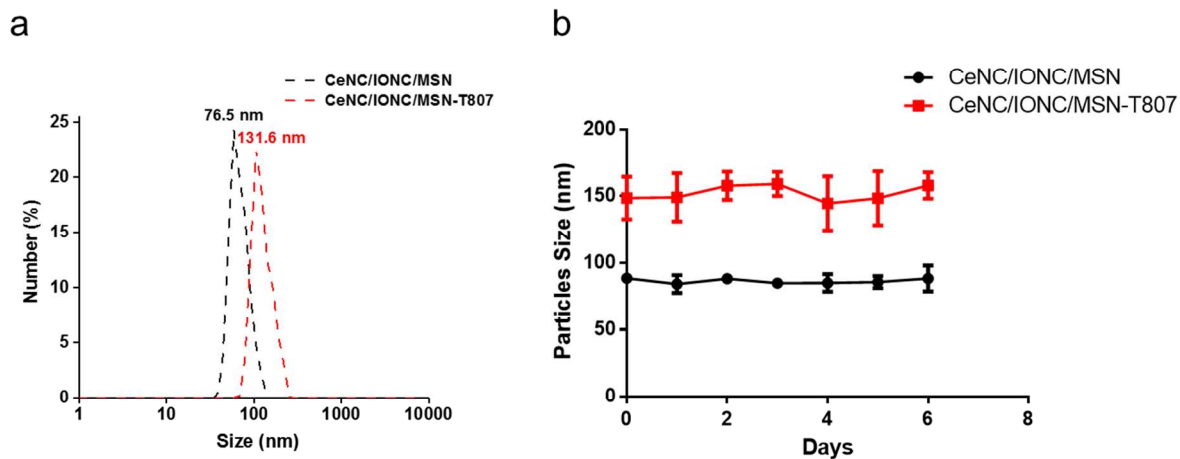 a
CeNC/IONC/MSN
CeNC/IONC/MSN-T807
76.5 nm
131.6 nm
25
20
15
10
5
0
Number (%)
1 10 100 1000 10000
Size (nm)
b
CeNC/IONC/MSN
CeNC/IONC/MSN-T807
200
150
100
50
0
Particles Size (nm)
0 2 4 6 8
Days